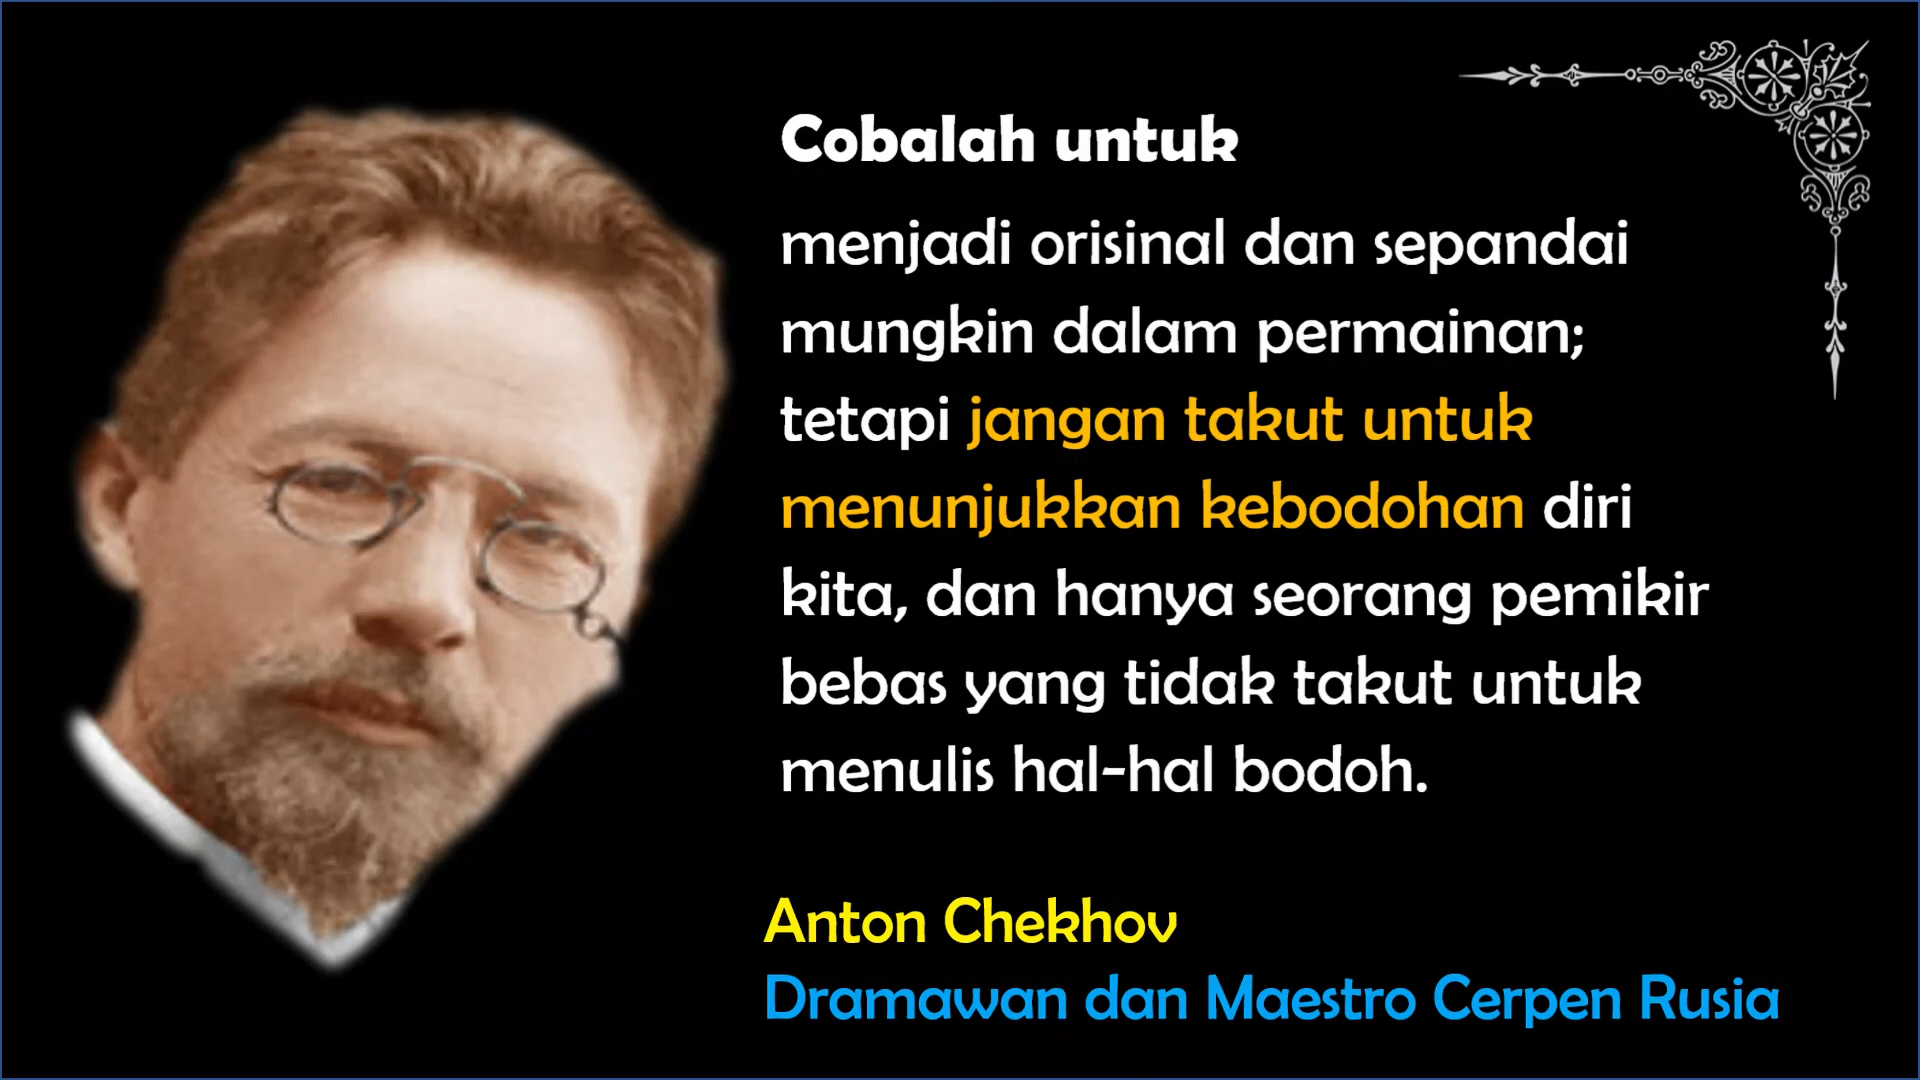 Cobalah untuk
menjadi orisinal dan sepandai
mungkin dalam permainan;
tetapi jangan takut untuk
menunjukkan kebodohan diri
kita, dan hanya seorang pemikir
bebas yang tidak takut untuk
menulis hal-hal bodoh.
Anton Chekhov
Dramawan dan Maestro Cerpen Rusia